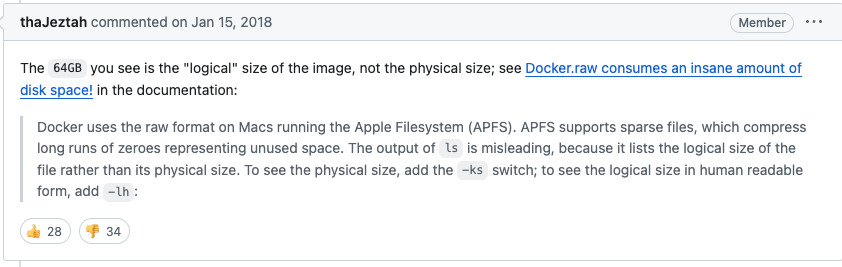 thaJeztah commented on Jan 15, 2018
Member
The 64GB you see is the "logical" size of the image, not the physical size; see Docker.raw consumes an insane amount of
disk space! in the documentation:
Docker uses the raw format on Macs running the Apple Filesystem (APFS). APFS supports sparse files, which compress
long runs of zeroes representing unused space. The output of ls is misleading, because it lists the logical size of the
file rather than its physical size. To see the physical size, add the -ks switch; to see the logical size in human readable
form, add -lh :
👍 28 👎 34